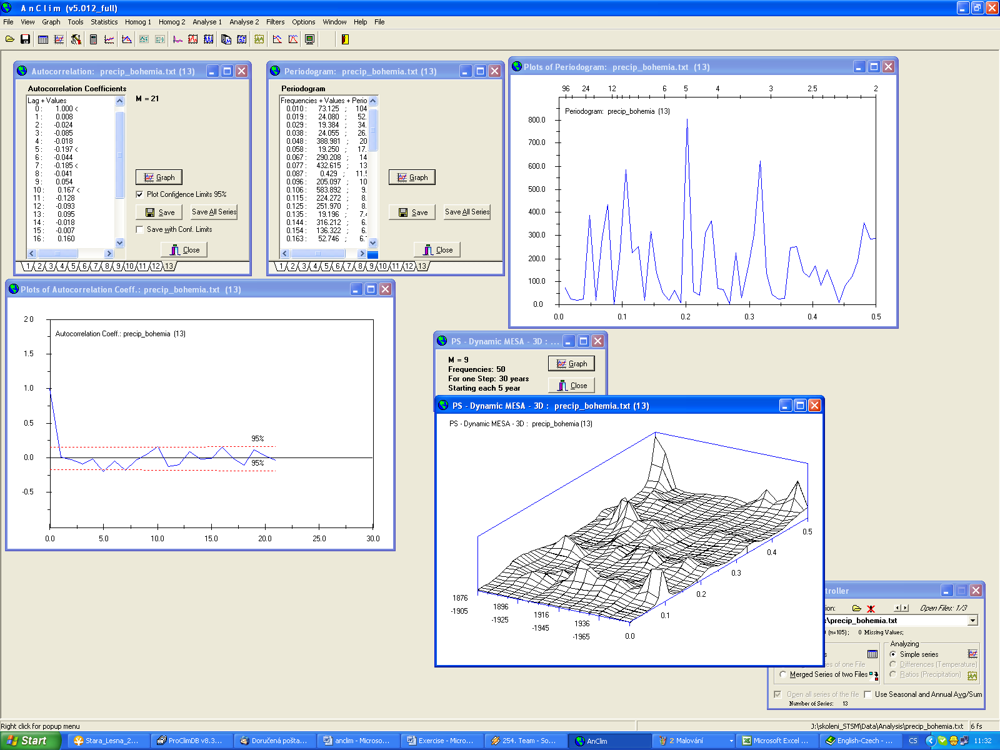 A n C l i m  (v5.012_full)
File View Graph Tools Statistics Homog 1 Homog 2 Analyse 1 Analyse 2 Filters Options Window Help File
Autocorrelation: precip_bohemia.txt (13)
Autocorrelation Coefficients
M = 21
Lag + Values
0 : 1.000 <
1 : 0.008
2 : -0.024
3 : -0.085
4 : -0.018
5 : -0.197 <
6 : -0.044
7 : -0.185 <
8 : -0.041
9 : 0.054
10 : 0.167 <
11 : -0.128
12 : -0.093
13 : 0.095
14 : -0.018
15 : -0.007
16 : 0.160
Graph
Plot Confidence Limits 95%
Save Save All Series
Save with Conf. Limits
Close
1 2 3 4 5 6 7 8 9 10 11 12 13
Periodogram: precip_bohemia.txt (13)
Periodogram
Frequencies + Values + Perio
0.010 : 73.125 ; 104
0.019 : 24.080 ; 52.
0.029 : 19.384 ; 34.
0.038 : 24.055 ; 26.
0.048 : 388.981 ; 20
0.058 : 19.250 ; 17.
0.067 : 290.208 ; 14
0.077 : 432.615 ; 13
0.087 : 0.429 ; 11.5
0.096 : 205.097 ; 10
0.106 : 583.892 ; 9.
0.115 : 224.272 ; 8.
0.125 : 251.970 ; 8.
0.135 : 19.196 ; 7.4
0.144 : 316.212 ; 6.
0.154 : 136.322 ; 6.
0.163 : 52.746 ; 6.
Graph
Save Save All Series
Close
1 2 3 4 5 6 7 8 9 10 11 12 13
Plots of Periodogram: precip_bohemia.txt (13)
96 24 12 6 5 4 3 2.5 2
Periodogram: precip_bohemia (13)
800.0
700.0
600.0
500.0
400.0
300.0
200.0
100.0
0.0
0.0 0.1 0.2 0.3 0.4 0.5
Plots of Autocorrelation Coeff.: precip_bohemia.txt (13)
2 0
Autocorrelation Coeff.: precip_bohemia (13)
1.5
1.0
0.5
95%
0.0
95%
-0.5
0.0 5.0 10.0 15.0 20.0 25.0 30.0
PS - Dynamic MESA - 3D : ...
M = 9
Frequencies: 50
For one Step: 30 years
Starting each 5 year
Graph
Close
PS - Dynamic MESA - 3D : precip_bohemia.txt (13)
PS - Dynamic MESA - 3D : precip_bohemia (13)
0.5
0.4
0.3
0.2
0.1
0.0
1876
-1905
1896
-1925
1916
-1945
1936
-1965
troller
ion: Open Files: 1/3
\precip_bohemia.txt
(n=105); 0 Missing Values;
s
es of one File
Merged Series of two Files
Analyzing
Simple series
Differences (Temperature)
Ratios (Precipitation)
Open all series of the file Use Seasonal and Annual Avg/Sum
Number of Series: 13
Right click for popup menu
J:\skoleni_STSM\Data\Analysis\precip_bohemia.txt 6 fs
Start Stara_Lesna_2... ProClimDB v8.3... Doručená pošta... anclim - Microso... Exercise - Micro... 254. Team - So... AnClim 2 Malování Microsoft Excel ... English-Czech - ... CS 11:32